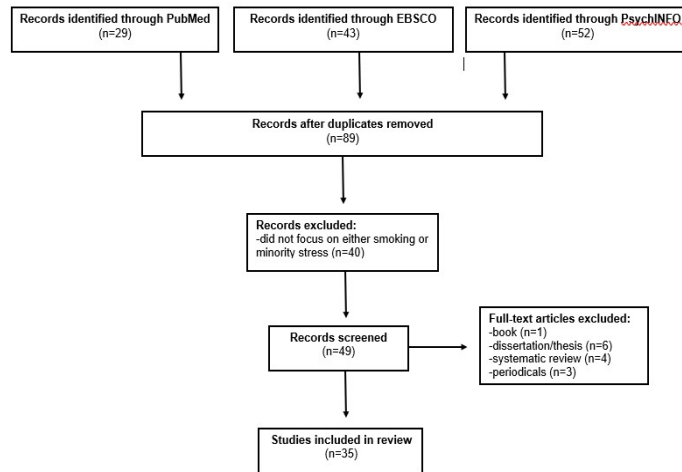 Records identified through PubMed
(n=29)
Records identified through EBSCO
(n=43)
Records identified through PsychINFO
(n=52)
Records after duplicates removed
(n=89)
Records excluded:
-did not focus on either smoking or
minority stress (n=40)
Records screened
(n=49)
Full-text articles excluded:
-book (n=1)
-dissertation/thesis (n=6)
-systematic review (n=4)
-periodicals (n=3)
Studies included in review
(n=35)